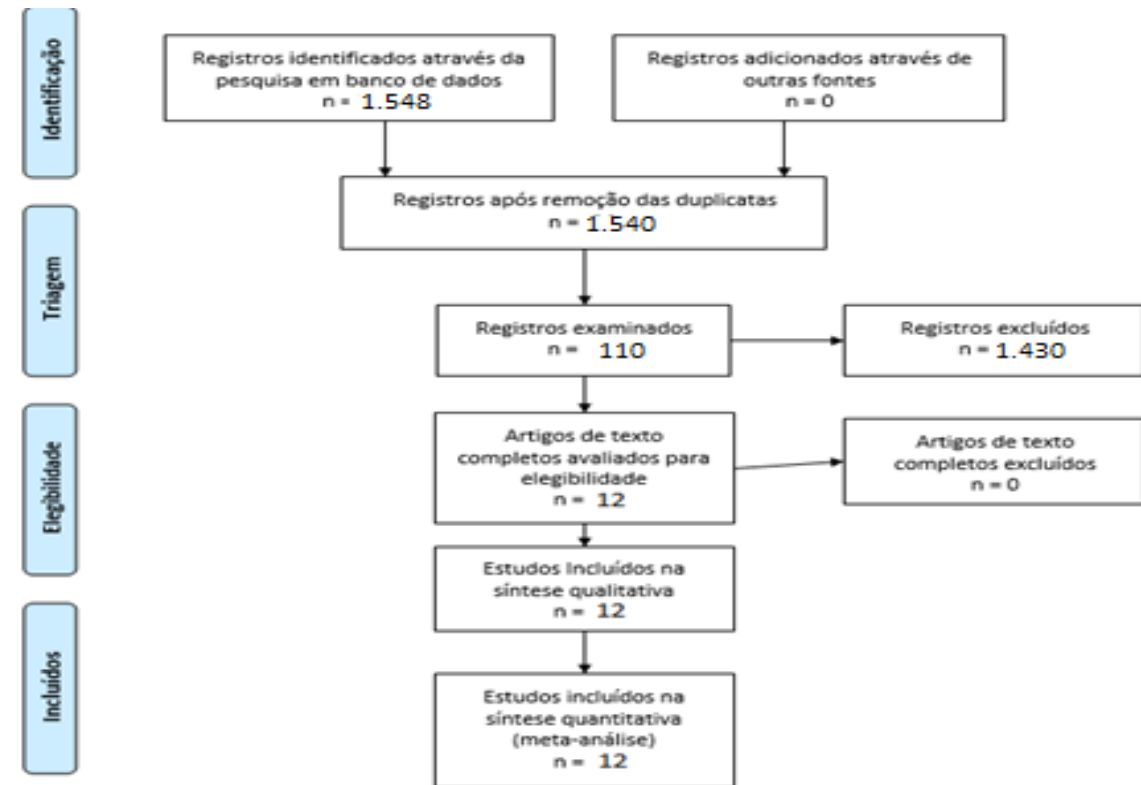 Identificação
Registros identificados através da
pesquisa em banco de dados
n = 1.548
Registros adicionados através de
outras fontes
n = 0
Registros após remoção das duplicatas
n = 1.540
Triagem
Registros examinados
n = 110
Registros excluídos
n = 1.430
Elegibilidade
Artigos de texto
completos avaliados para
elegibilidade
n = 12
Artigos de texto
completos excluídos
n = 0
Estudos Incluídos na
síntese qualitativa
n = 12
Incluídos
Estudos incluídos na
síntese quantitativa
(meta-análise)
n = 12